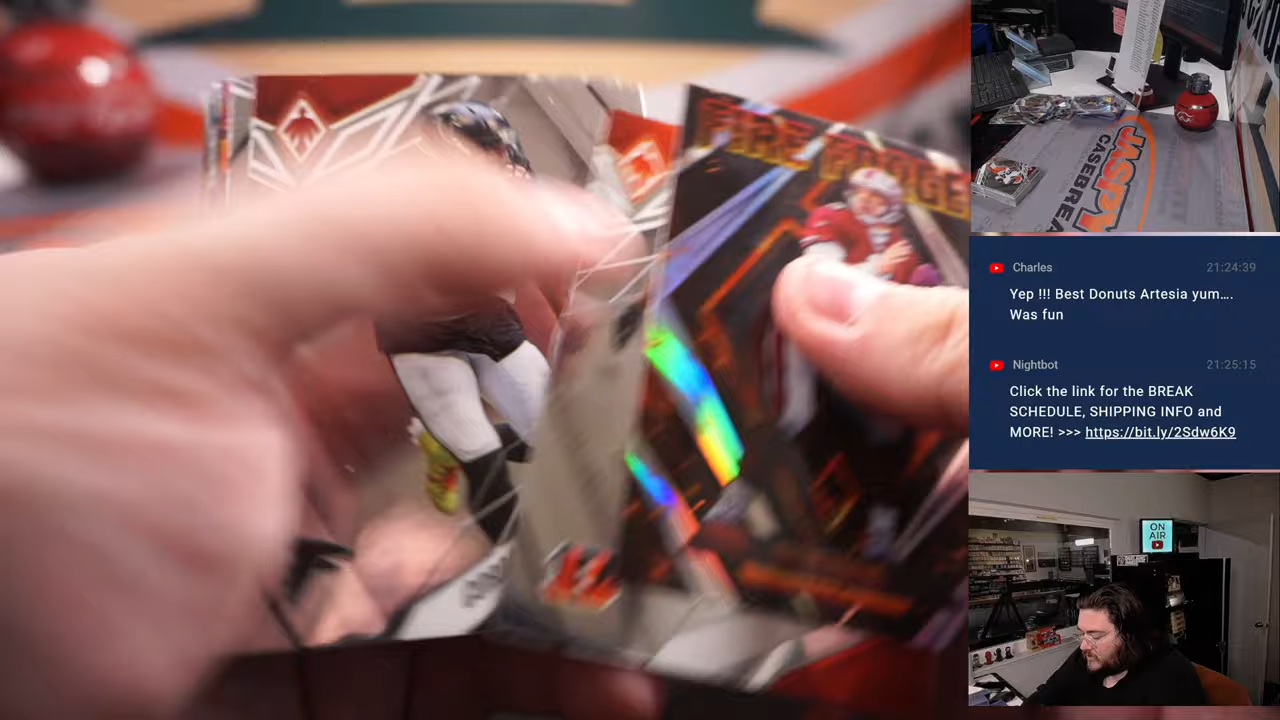 FIRE FORGE
JASPY
CASEBREA
Charles
21:24:39
Yep !!! Best Donuts Artesia yum....
Was fun
Nightbot
21:25:15
Click the link for the BREAK
SCHEDULE, SHIPPING INFO and
MORE! >>> https://bit.ly/2Sdw6K9
ON
AIR